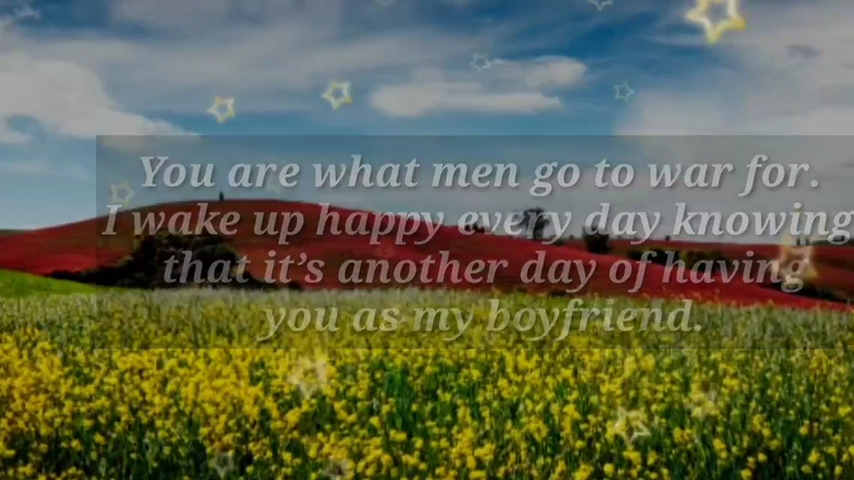 You are what men go to war for.
I wake up happy every day knowing
that it’s another day of having
you as my boyfriend.